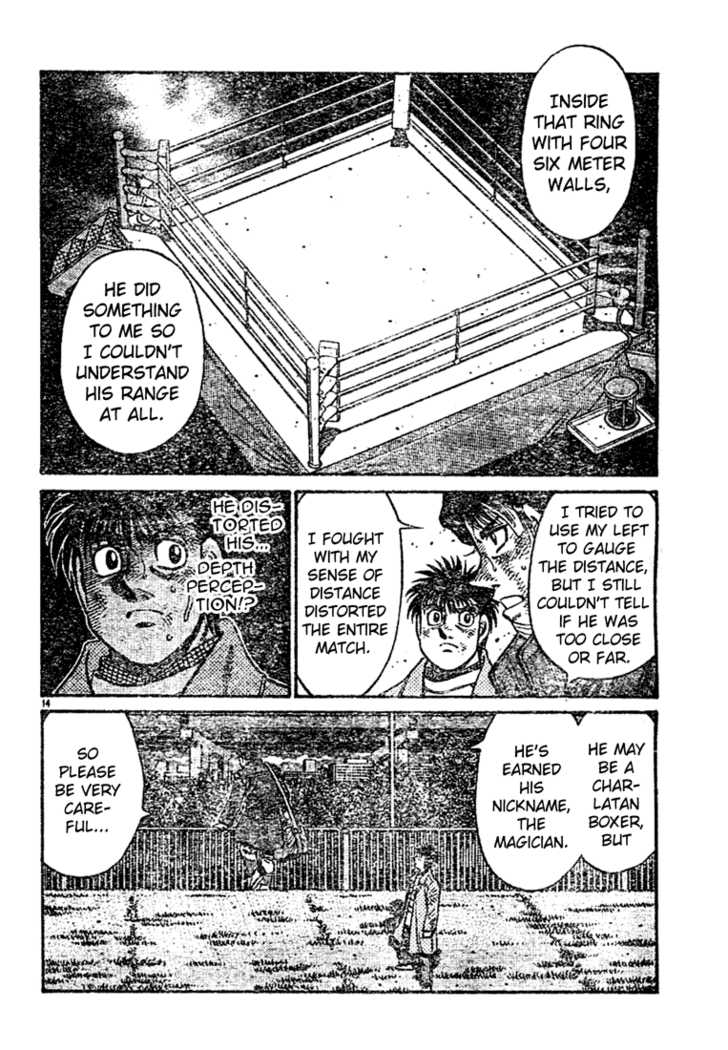 INSIDE
THAT RING
WITH FOUR
SIX METER
WALLS,
HE DID
SOMETHING
TO ME SO
I COULDN'T
UNDERSTAND
HIS RANGE
AT ALL.
I TRIED TO
USE MY LEFT
TO GAUGE
THE DISTANCE,
BUT I STILL
COULDN'T TELL
IF HE WAS
TOO CLOSE
OR FAR.
I FOUGHT
WITH MY
SENSE OF
DISTANCE
DISTORTED
THE ENTIRE
MATCH.
HE DIS-
TORTED
HIS...
DEPTH
PERCEP-
TION!?
14
HE MAY
BE A
CHAR-
LATAN
BOXER,
BUT
HE'S
EARNED
HIS
NICKNAME,
THE
MAGICIAN.
SO
PLEASE
BE VERY
CARE-
FUL...